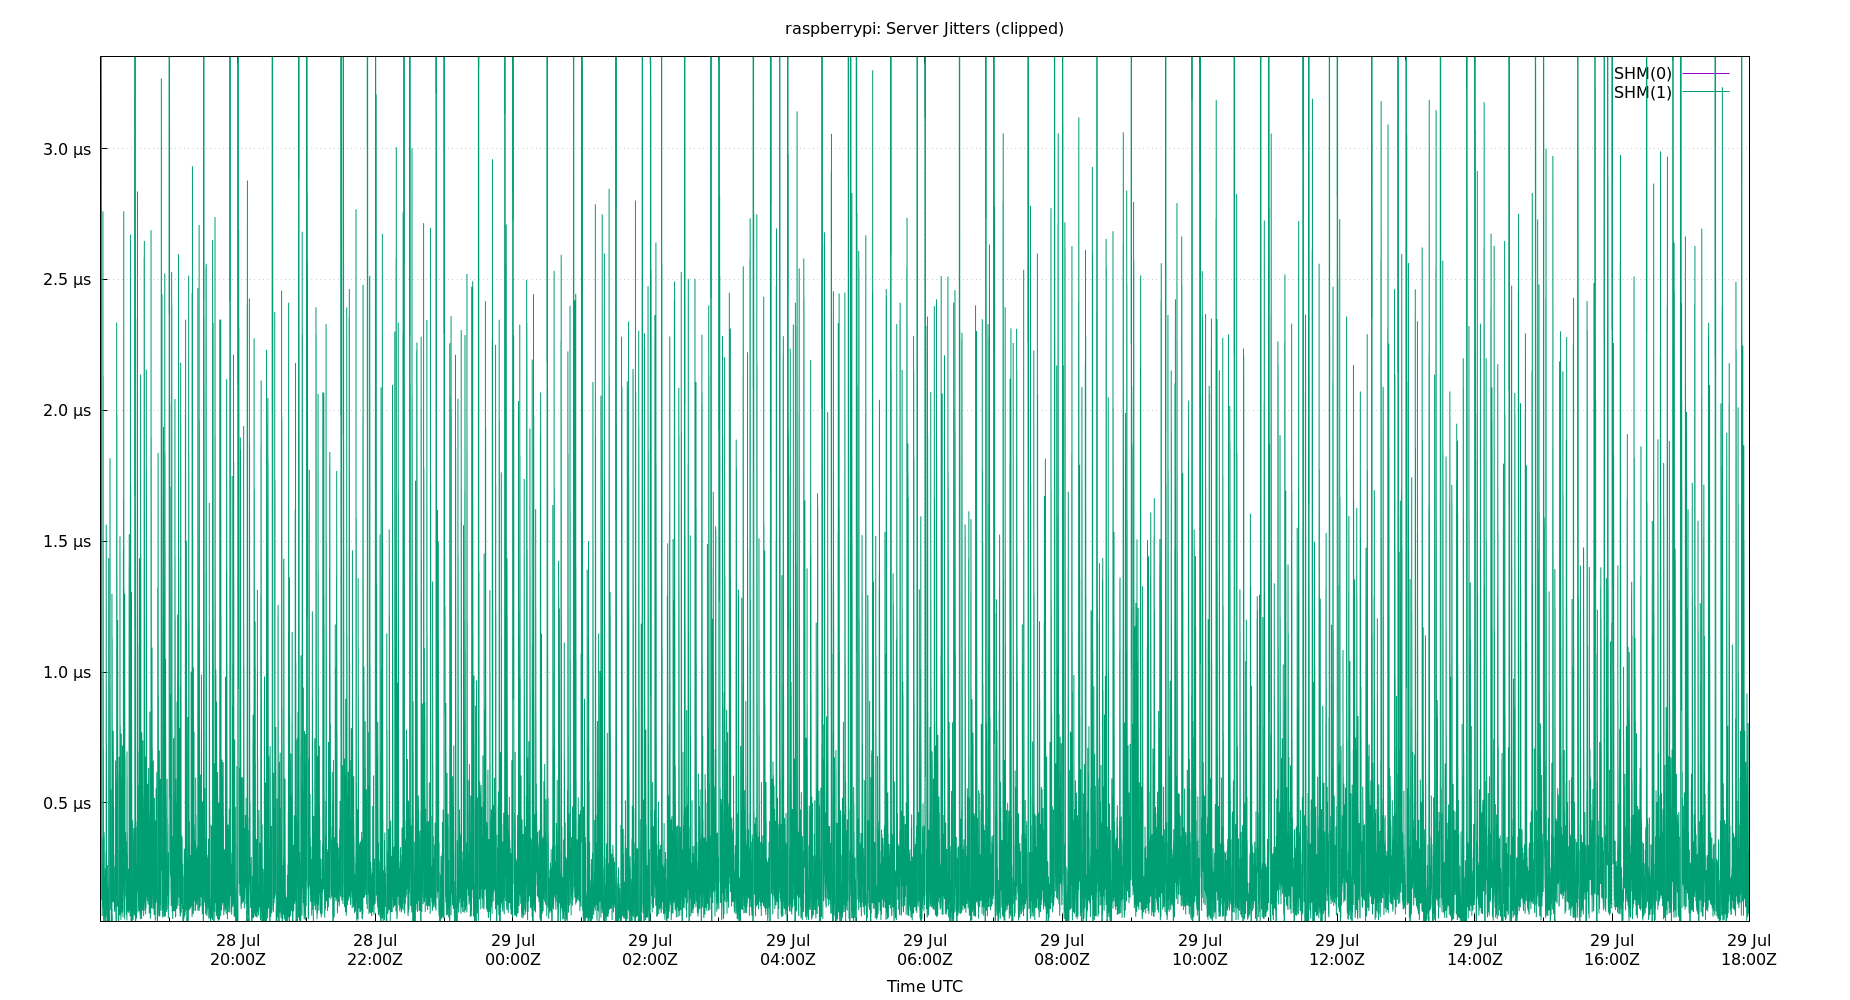 raspberrypi: Server Jitters (clipped)
SHM(0)
SHM(1)
3.0 µs
2.5 µs
2.0 µs
1.5 µs
1.0 µs
0.5 µs
28 Jul 28 Jul 29 Jul 29 Jul 29 Jul 29 Jul 29 Jul 29 Jul 29 Jul 29 Jul 29 Jul 29 Jul
20:00Z 22:00Z 00:00Z 02:00Z 04:00Z 06:00Z 08:00Z 10:00Z 12:00Z 14:00Z 16:00Z 18:00Z
Time UTC